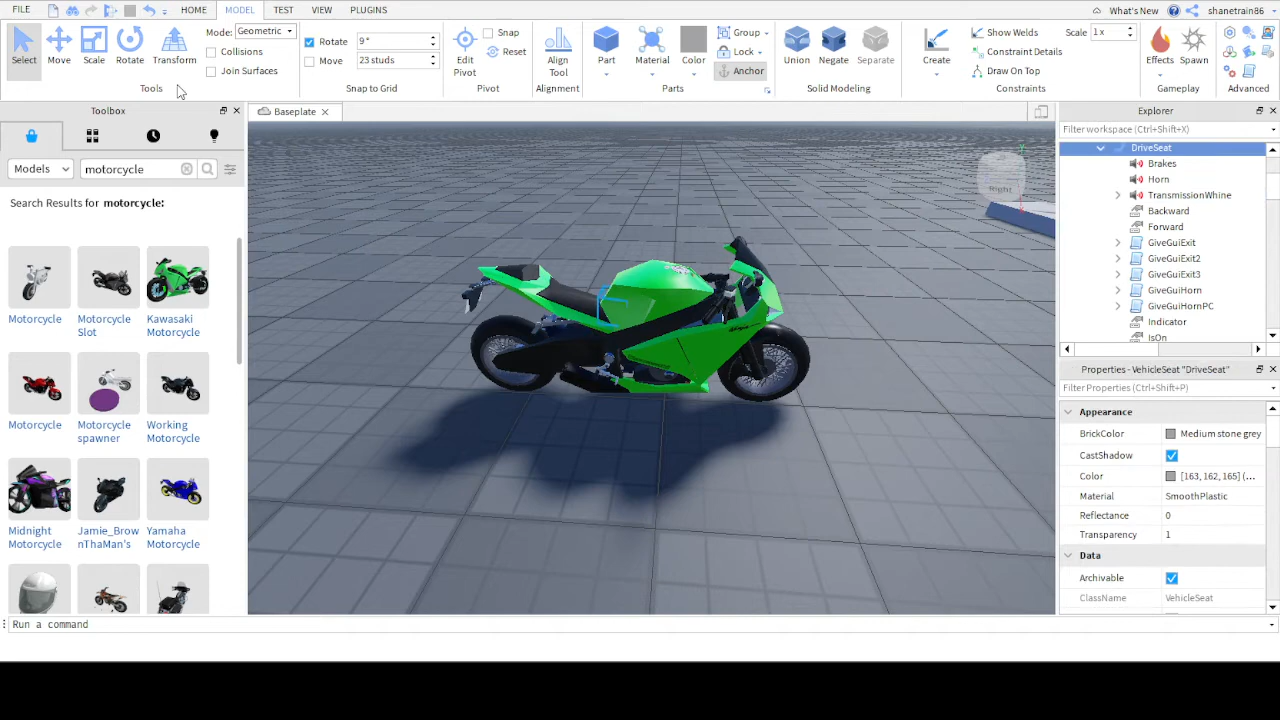 FILE HOME MODEL TEST VIEW PLUGINS What's New shanetrain86
Select Move Scale Rotate Transform
Mode: Geometric
Collisions
Join Surfaces
Tools
Rotate 9 °
Move 23 studs
Snap to Grid
Edit
Pivot
Snap
Reset
Pivot
Align
Tool
Alignment
Part Material Color
Group
Lock
Anchor
Parts
Union Negate Separate
Solid Modeling
Create
Show Welds
Constraint Details
Draw On Top
Scale 1 x
Constraints
Effects Spawn
Gameplay
Advanced
Toolbox
Models motorcycle
Search Results for motorcycle:
Motorcycle
Motorcycle
Slot
Kawasaki
Motorcycle
Motorcycle
Motorcycle
spawner
Working
Motorcycle
Midnight
Motorcycle
Jamie_Brow
nThaMan's
Yamaha
Motorcycle
Baseplate
Right
Explorer
Filter workspace (Ctrl+Shift+X)
DriveSeat
Brakes
Horn
TransmissionWhine
Backward
Forward
GiveGuiExit
GiveGuiExit2
GiveGuiExit3
GiveGuiHorn
GiveGuiHornPC
Indicator
IsOn
Properties - VehicleSeat "DriveSeat"
Filter Properties (Ctrl+Shift+P)
Appearance
BrickColor Medium stone grey
CastShadow
Color [163, 162, 165] (...
Material SmoothPlastic
Reflectance 0
Transparency 1
Data
Archivable
ClassName VehicleSeat
Run a command